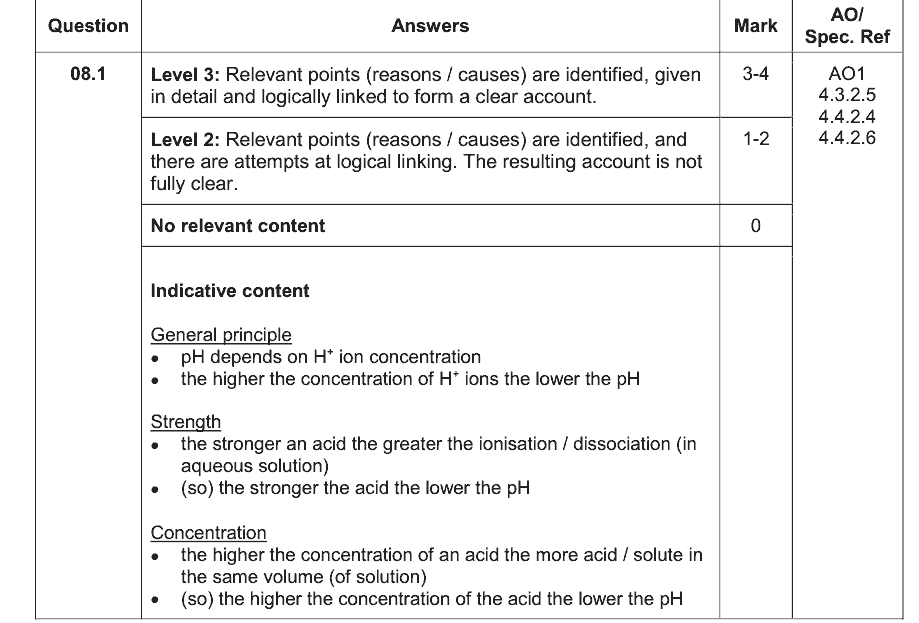 Question Answers Mark AO/
Spec. Ref
08.1 Level 3: Relevant points (reasons / causes) are identified, given 3-4 AO1
in detail and logically linked to form a clear account. 4.3.2.5
4.4.2.4
Level 2: Relevant points (reasons / causes) are identified, and 1-2 4.4.2.6
there are attempts at logical linking. The resulting account is not
fully clear.
No relevant content 0
Indicative content
General principle
• pH depends on H⁺ ion concentration
• the higher the concentration of H⁺ ions the lower the pH
Strength
• the stronger an acid the greater the ionisation / dissociation (in
aqueous solution)
• (so) the stronger the acid the lower the pH
Concentration
• the higher the concentration of an acid the more acid / solute in
the same volume (of solution)
• (so) the higher the concentration of the acid the lower the pH